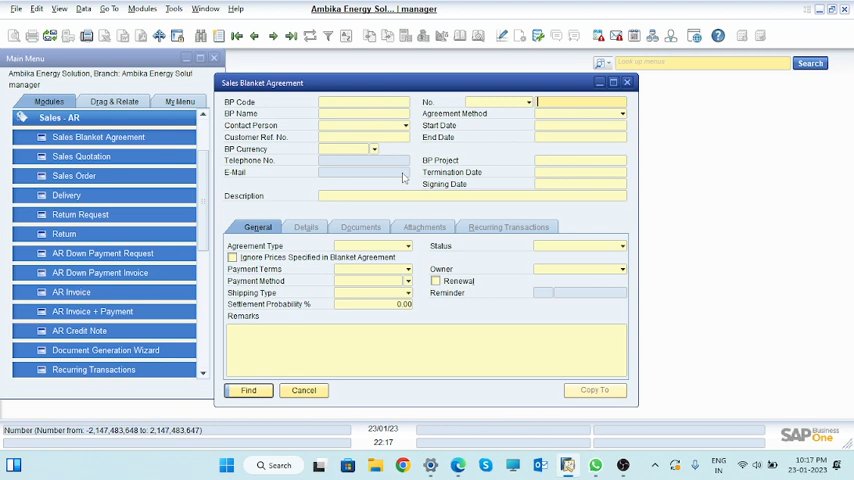 File Edit View Data Go To Modules Tools Window Help
Ambika Energy Sol... | manager
Look up menus
Search
Main Menu
Ambika Energy Solution, Branch: Ambika Energy Solut
manager
Modules Drag & Relate My Menu
Sales - AR
Sales Blanket Agreement
Sales Quotation
Sales Order
Delivery
Return Request
Return
AR Down Payment Request
AR Down Payment Invoice
AR Invoice
AR Invoice + Payment
AR Credit Note
Document Generation Wizard
Recurring Transactions
Sales Blanket Agreement
BP Code No.
BP Name Agreement Method
Contact Person Start Date
Customer Ref. No. End Date
BP Currency
Telephone No. BP Project
E-Mail Termination Date
Signing Date
Description
General Details Documents Attachments Recurring Transactions
Agreement Type Status
Ignore Prices Specified in Blanket Agreement
Payment Terms Owner
Payment Method Renewal
Shipping Type Reminder
Settlement Probability % 0.00
Remarks
Find Cancel Copy To
Number (Number from: -2,147,483,648 to: 2,147,483,647)
23/01/23
22:17
SAP Business One
Search
ENG
IN
10:17 PM
23-01-2023